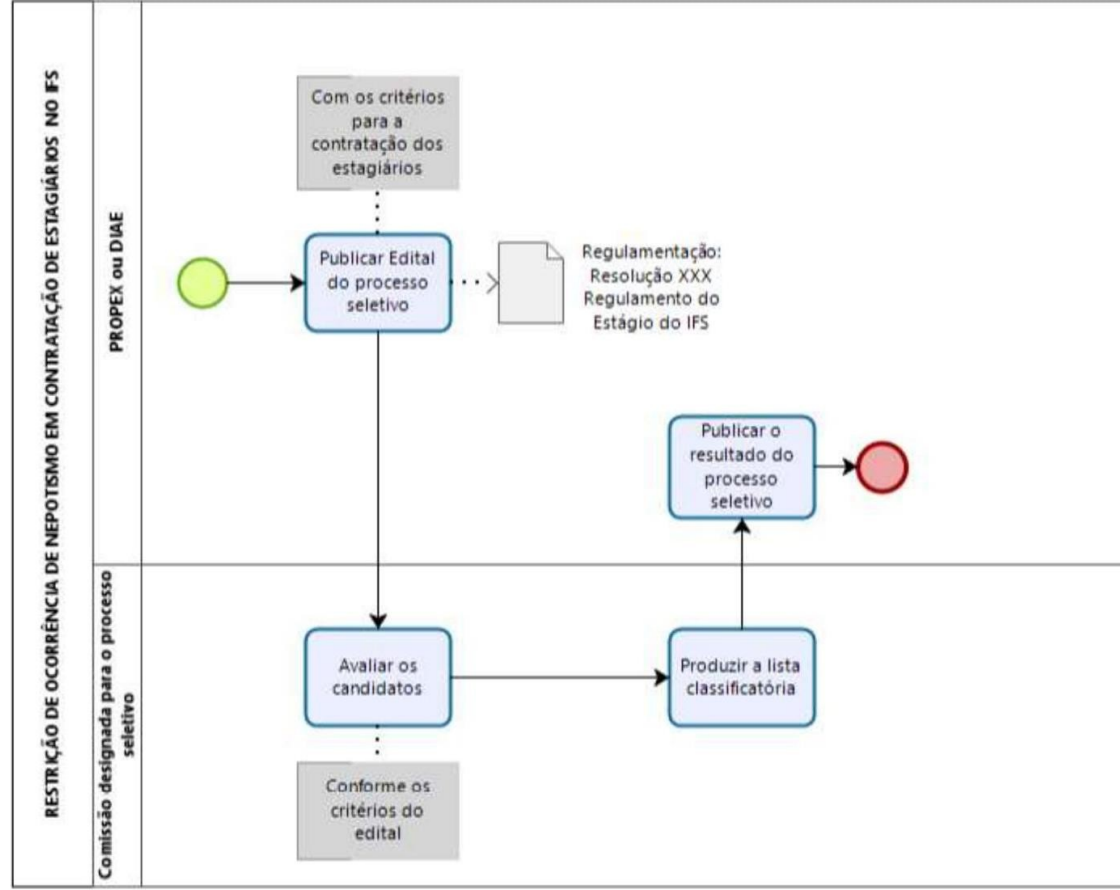 RESTRIÇÃO DE OCORRÊNCIA DE NEPOTISMO EM CONTRATAÇÃO DE ESTAGIÁRIOS NO IFS
PROPEX ou DIAE
Com os critérios
para a
contratação dos
estagiários
Publicar Edital
do processo
seletivo
Regulamentação:
Resolução XXX
Regulamento do
Estágio do IFS
Publicar o
resultado do
processo
seletivo
Comissão designada para o processo
seletivo
Avaliar os
candidatos
Produzir a lista
classificatória
Conforme os
critérios do
edital